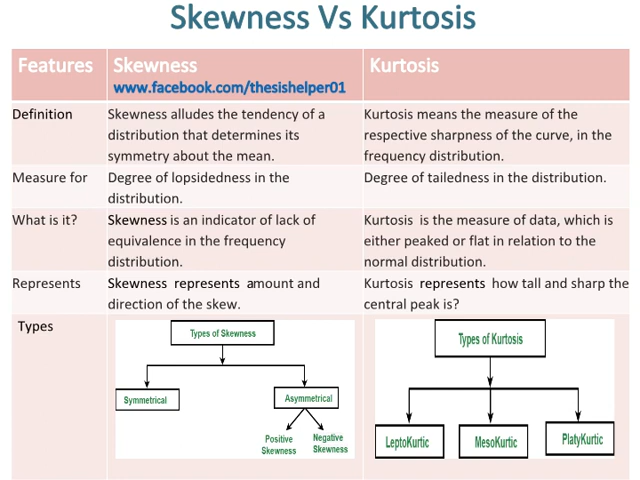 Skewness Vs Kurtosis
Features
Skewness
www.facebook.com/thesishelper01
Kurtosis
Definition
Skewness alludes the tendency of a
distribution that determines its
symmetry about the mean.
Kurtosis means the measure of the
respective sharpness of the curve, in the
frequency distribution.
Measure for
Degree of lopsidedness in the
distribution.
Degree of tailedness in the distribution.
What is it?
Skewness is an indicator of lack of
equivalence in the frequency
distribution.
Kurtosis is the measure of data, which is
either peaked or flat in relation to the
normal distribution.
Represents
Skewness represents amount and
direction of the skew.
Kurtosis represents how tall and sharp the
central peak is?
Types
Types of Skewness
Symmetrical
Asymmetrical
Positive
Skewness
Negative
Skewness
Types of Kurtosis
LeptoKurtic
MesoKurtic
PlatyKurtic